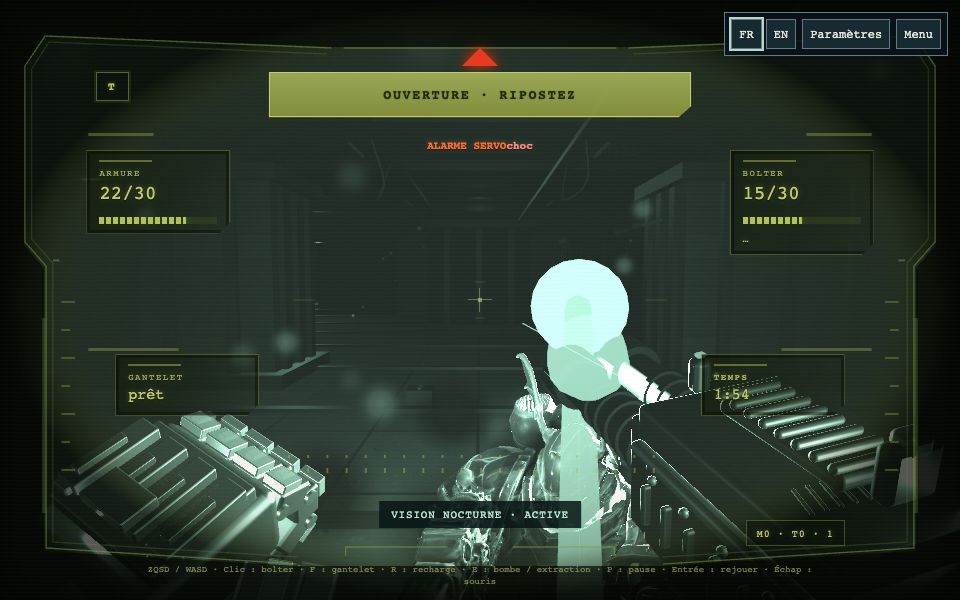 FR EN Paramètres Menu
T
OUVERTURE · RIPOSTEZ
ALARME SERVOchoc
ARMURE
22/30
BOLTER
15/30
…
GANTELET
prêt
TEMPS
1:54
VISION NOCTURNE · ACTIVE
M0 · T0 · 1
ZQSD / WASD · Clic : bolter · F : gantelet · R : recharge · E : bombe / extraction · P : pause · Entrée : rejouer · Échap :
souris